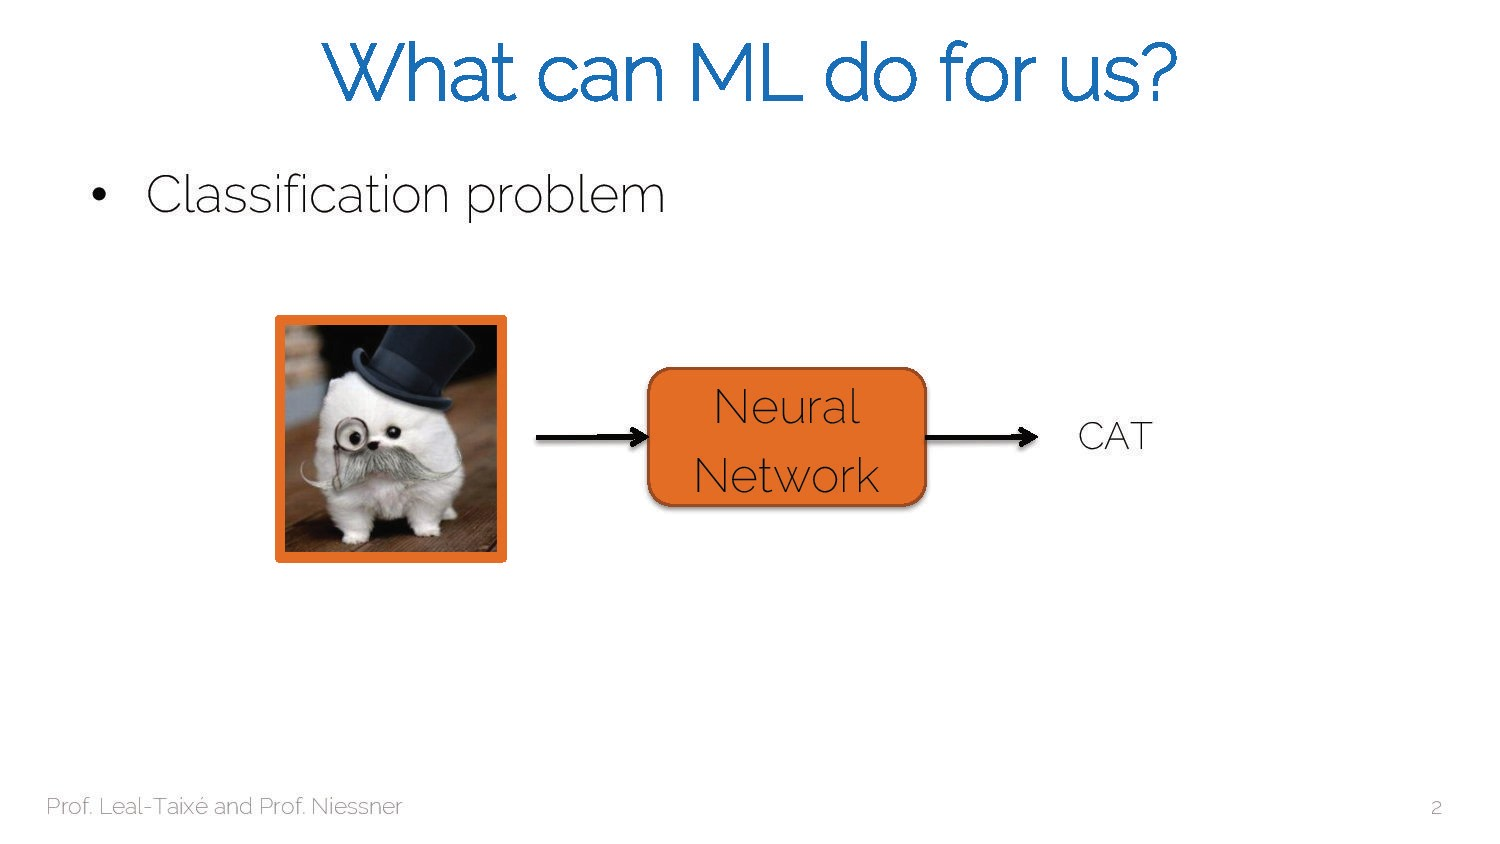 What can ML do for us?
• Classification problem
Neural
Network
CAT
Prof. Leal-Taixé and Prof. Niessner
2